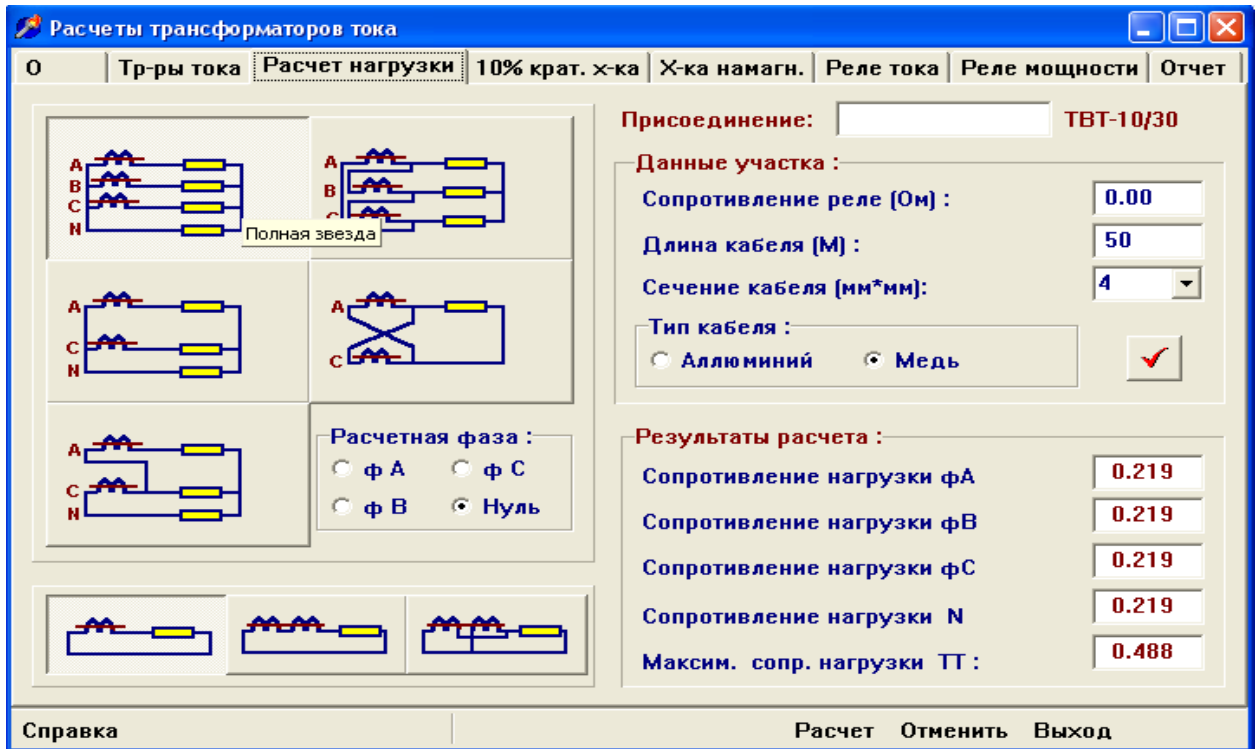 Расчеты трансформаторов тока
О Тр-ры тока Расчет нагрузки 10% крат. х-ка Х-ка намагн. Реле тока Реле мощности Отчет
A
B
C
N
A
B
C
Полная звезда
A
C
N
A
C
A
C
N
Расчетная фаза :
ф А ф С
ф В Нуль
Присоединение: ТВТ-10/30
Данные участка :
Сопротивление реле (Ом) : 0.00
Длина кабеля (М) : 50
Сечение кабеля (мм*мм): 4
Тип кабеля :
Аллюминий Медь
Результаты расчета :
Сопротивление нагрузки фА 0.219
Сопротивление нагрузки фВ 0.219
Сопротивление нагрузки фС 0.219
Сопротивление нагрузки N 0.219
Максим. сопр. нагрузки ТТ : 0.488
Справка Расчет Отменить Выход